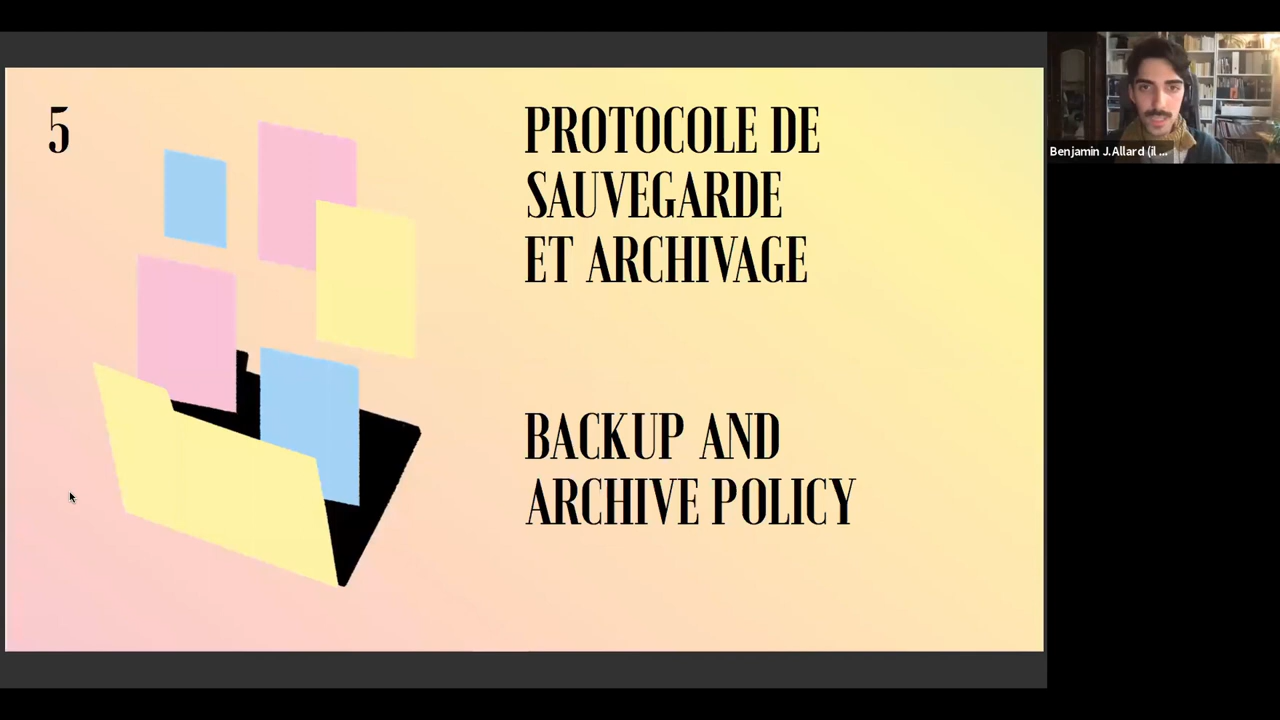 5
PROTOCOLE DE
SAUVEGARDE
ET ARCHIVAGE
BACKUP AND
ARCHIVE POLICY
Benjamin J.Allard (il ...